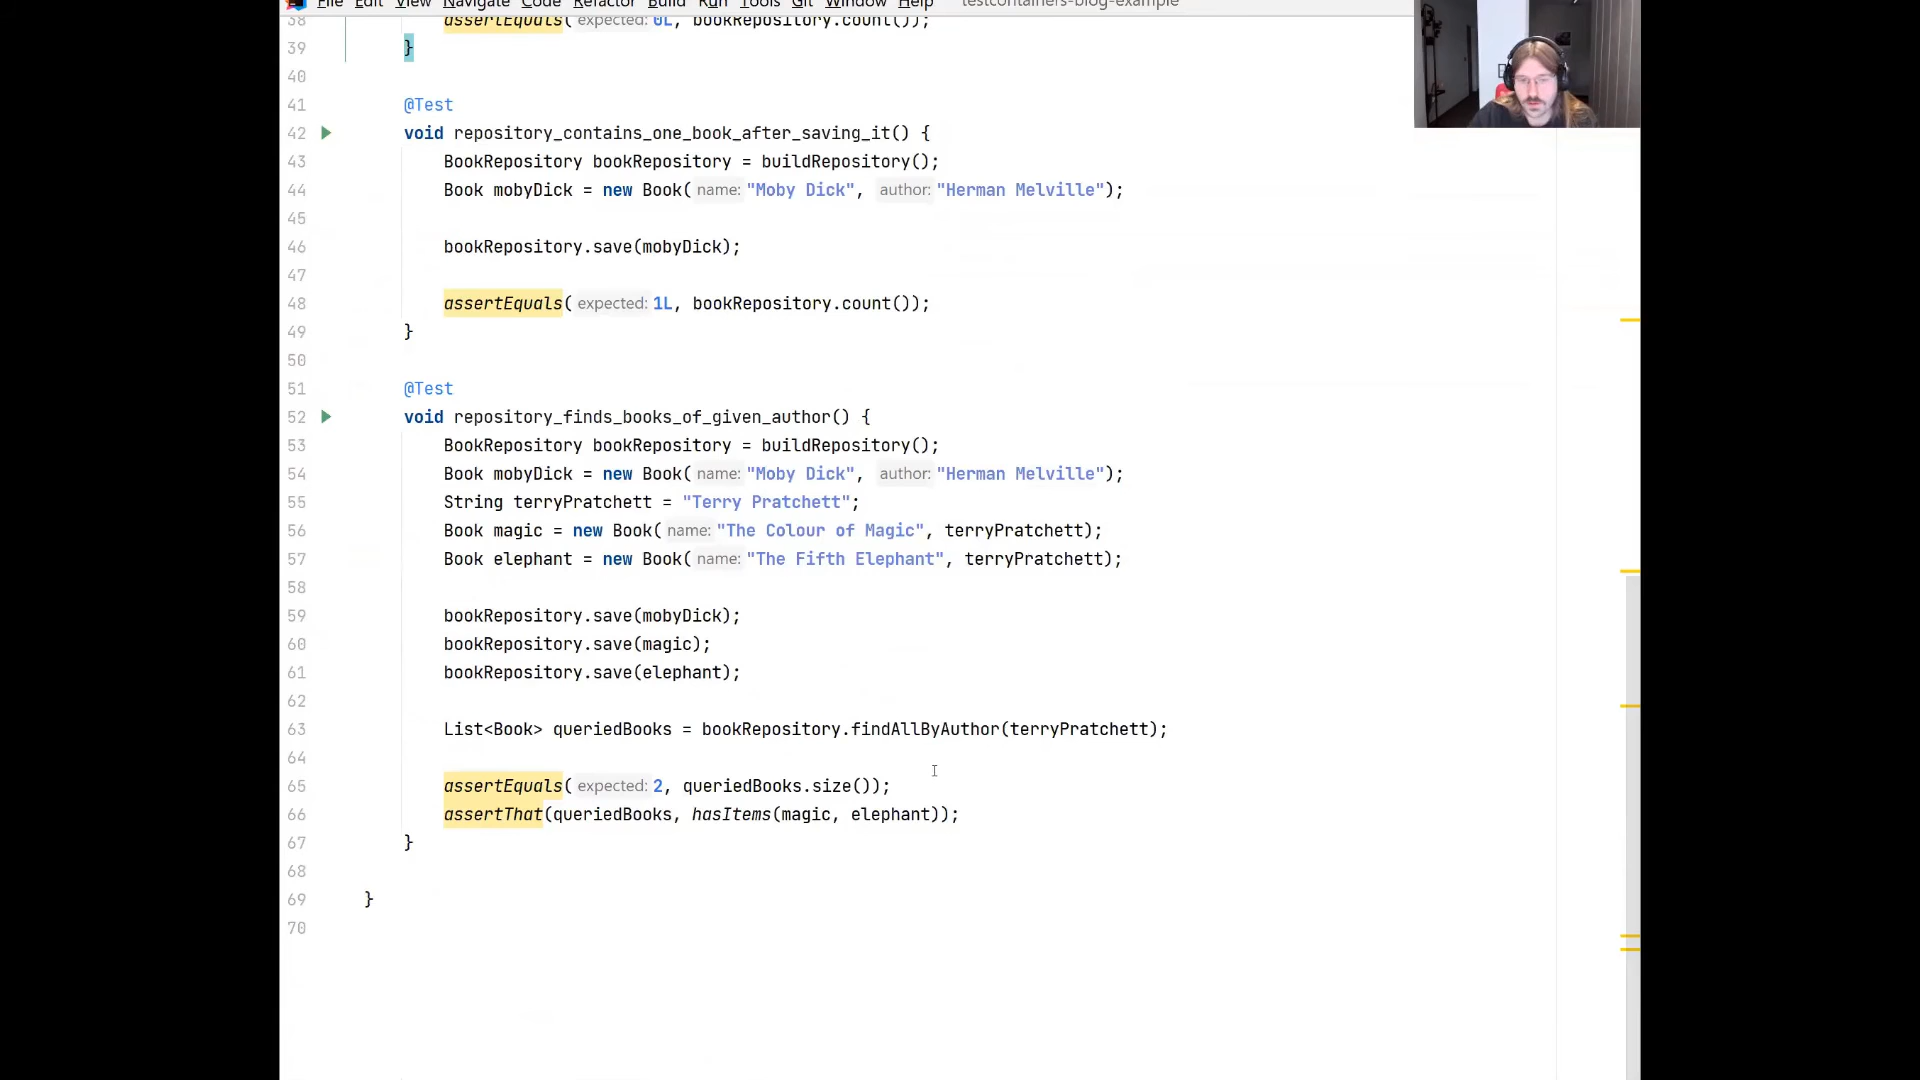 File Edit View Navigate Code Refactor Build Run Tools Git Window Help testcontainers-blog-example
38 assertEquals( expected: 0L, bookRepository.count());
39 }
40
41 @Test
42 void repository_contains_one_book_after_saving_it() {
43 BookRepository bookRepository = buildRepository();
44 Book mobyDick = new Book( name: "Moby Dick", author: "Herman Melville");
45
46 bookRepository.save(mobyDick);
47
48 assertEquals( expected: 1L, bookRepository.count());
49 }
50
51 @Test
52 void repository_finds_books_of_given_author() {
53 BookRepository bookRepository = buildRepository();
54 Book mobyDick = new Book( name: "Moby Dick", author: "Herman Melville");
55 String terryPratchett = "Terry Pratchett";
56 Book magic = new Book( name: "The Colour of Magic", terryPratchett);
57 Book elephant = new Book( name: "The Fifth Elephant", terryPratchett);
58
59 bookRepository.save(mobyDick);
60 bookRepository.save(magic);
61 bookRepository.save(elephant);
62
63 List<Book> queriedBooks = bookRepository.findAllByAuthor(terryPratchett);
64
65 assertEquals( expected: 2, queriedBooks.size());
66 assertThat(queriedBooks, hasItems(magic, elephant));
67 }
68
69 }
70